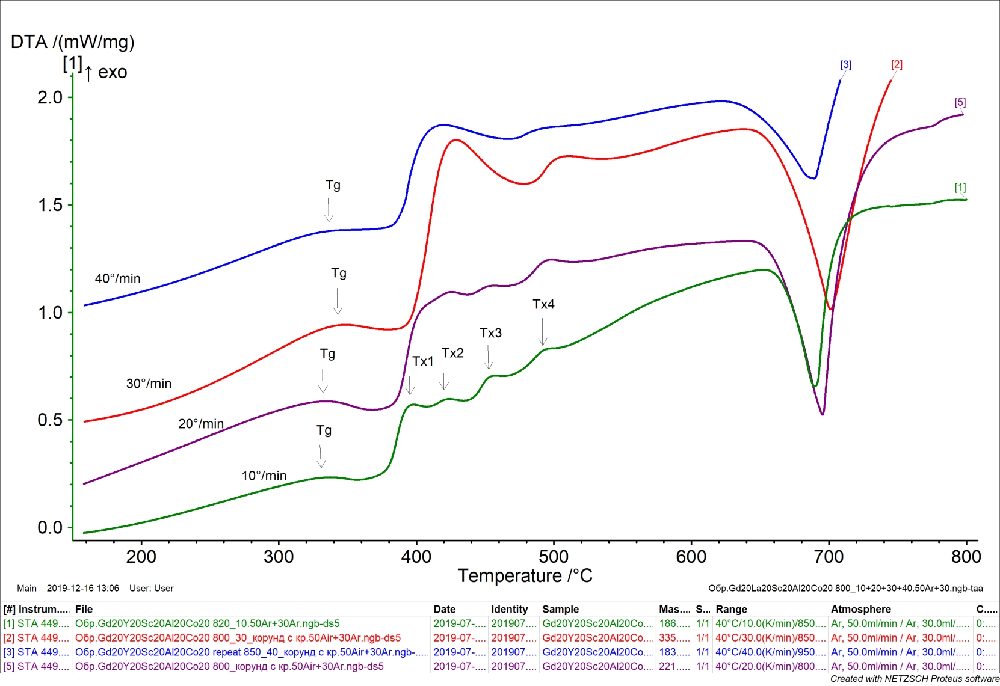 DTA /(mW/mg)
[1] ↑ exo
[3]
[2]
[5]
[1]
2.0
1.5
1.0
0.5
0.0
Tg
40°/min
Tg
30°/min
Tg
20°/min
Tg
10°/min
Tx1
Tx2
Tx3
Tx4
200 300 400 500 600 700 800
Temperature /°C
Main 2019-12-16 13:06 User: User
Обр.Gd20La20Sc20Al20Co20 800_10+20+30+40.50Ar+30.ngb-taa
[#] Instrum.... File Date Identity Sample Mas.... S... Range Atmosphere C.....
[1] STA 449.... Обр.Gd20Y20Sc20Al20Co20 820_10.50Ar+30Ar.ngb-ds5 2019-07-.... 201907.... Gd20Y20Sc20Al20Co.... 186..... 1/1 40°C/10.0(K/min)/850.... Ar, 50.0ml/min / Ar, 30.0ml/..... 0:....
[2] STA 449.... Обр.Gd20Y20Sc20Al20Co20 800_30_корунд с кр.50Air+30Ar.ngb-ds5 2019-07-.... 201907.... Gd20Y20Sc20Al20Co.... 335..... 1/1 40°C/30.0(K/min)/850.... Ar, 50.0ml/min / Ar, 30.0ml/..... 0:....
[3] STA 449.... Обр.Gd20Y20Sc20Al20Co20 repeat 850_40_корунд с кр.50Air+30Ar.ngb-..... 2019-07-.... 201907.... Gd20Y20Sc20Al20Co.... 183..... 1/1 40°C/40.0(K/min)/950.... Ar, 50.0ml/min / Ar, 30.0ml/..... 0:....
[5] STA 449.... Обр.Gd20Y20Sc20Al20Co20 800_корунд с кр.50Air+30Ar.ngb-ds5 2019-07-.... 201907.... Gd20Y20Sc20Al20Co.... 221..... 1/1 40°C/20.0(K/min)/800.... Ar, 50.0ml/min / Ar, 30.0ml/..... 0:....
Created with NETZSCH Proteus software